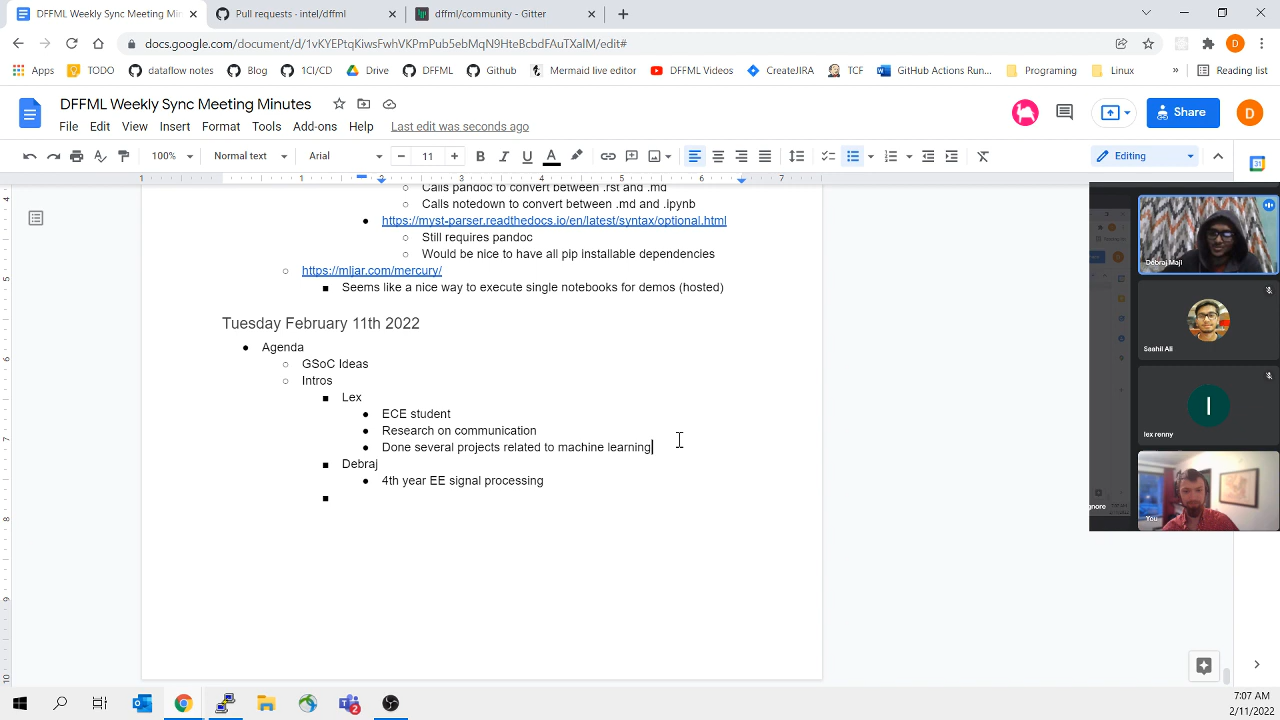 DFFML Weekly Sync Meeting Min
Pull requests · intel/dffml
dffml/community - Gitter
docs.google.com/document/d/1vKYEPtqKiwsFwhVKPmPub5ebMqN9HteBcbdFAuTXalM/edit#
Apps
TODO
dataflow notes
Blog
1CI/CD
Drive
DFFML
Github
Mermaid live editor
DFFML Videos
CreateJIRA
TCF
GitHub Actions Run...
Programing
Linux
»
Reading list
DFFML Weekly Sync Meeting Minutes
File Edit View Insert Format Tools Add-ons Help Last edit was seconds ago
Share
D
100% Normal text Arial 11 Editing
Calls pandoc to convert between .rst and .md
Calls notedown to convert between .md and .ipynb
https://myst-parser.readthedocs.io/en/latest/syntax/optional.html
Still requires pandoc
Would be nice to have all pip installable dependencies
https://mljar.com/mercury/
Seems like a nice way to execute single notebooks for demos (hosted)
Tuesday February 11th 2022
Agenda
GSoC Ideas
Intros
Lex
ECE student
Research on communication
Done several projects related to machine learning
Debraj
4th year EE signal processing
Debraj Maji
Saahil Ali
l
lex renny
gnore
You
7:07 AM
2/11/2022